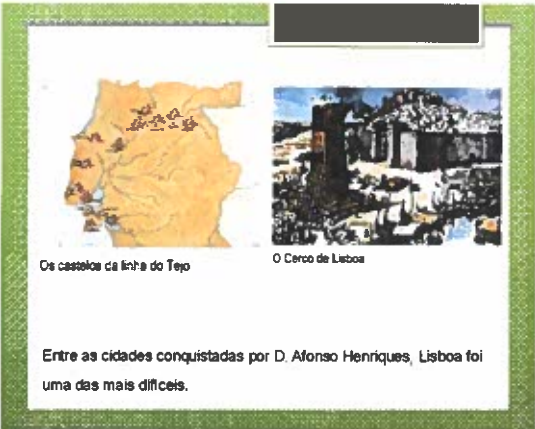 Os castelos da linha do Tejo
O Cerco de Lisboa
Entre as cidades conquistadas por D. Afonso Henriques, Lisboa foi
uma das mais difíceis.